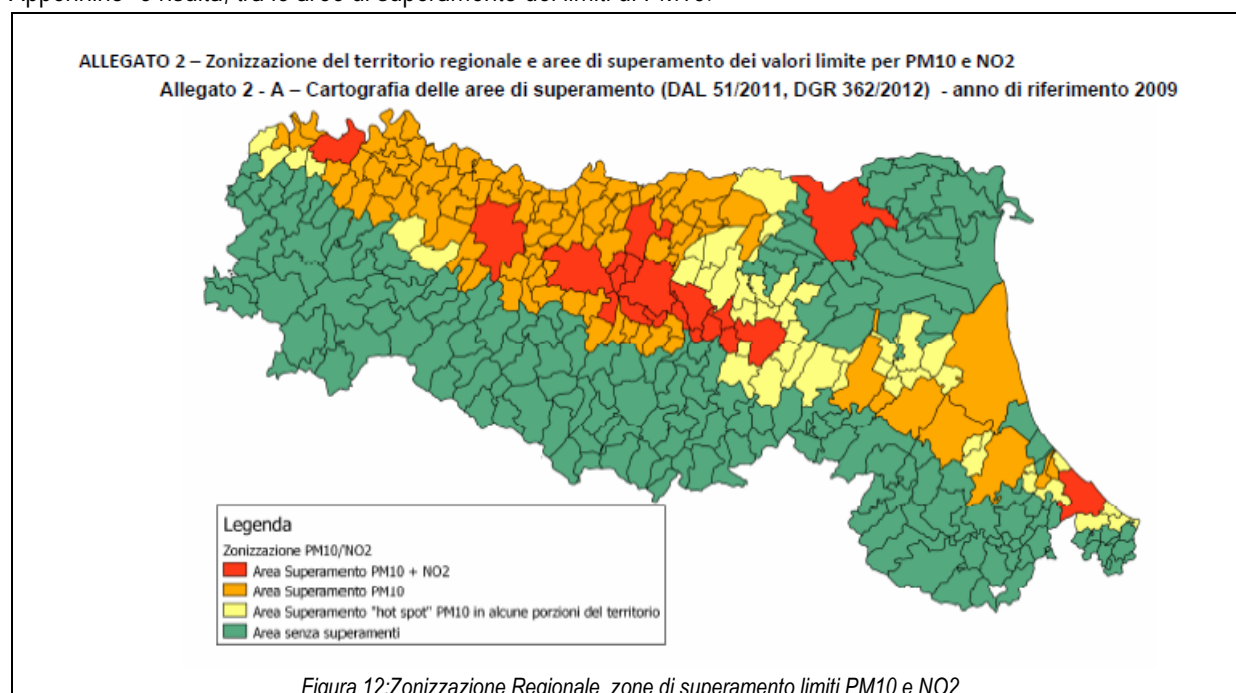 ALLEGATO 2 – Zonizzazione del territorio regionale e aree di superamento dei valori limite per PM10 e NO2
Allegato 2 - A – Cartografia delle aree di superamento (DAL 51/2011, DGR 362/2012) - anno di riferimento 2009
Legenda
Zonizzazione PM10/NO2
Area Superamento PM10 + NO2
Area Superamento PM10
Area Superamento "hot spot" PM10 in alcune porzioni del territorio
Area senza superamenti
Figura 12:Zonizzazione Regionale zone di superamento limiti PM10 e NO2